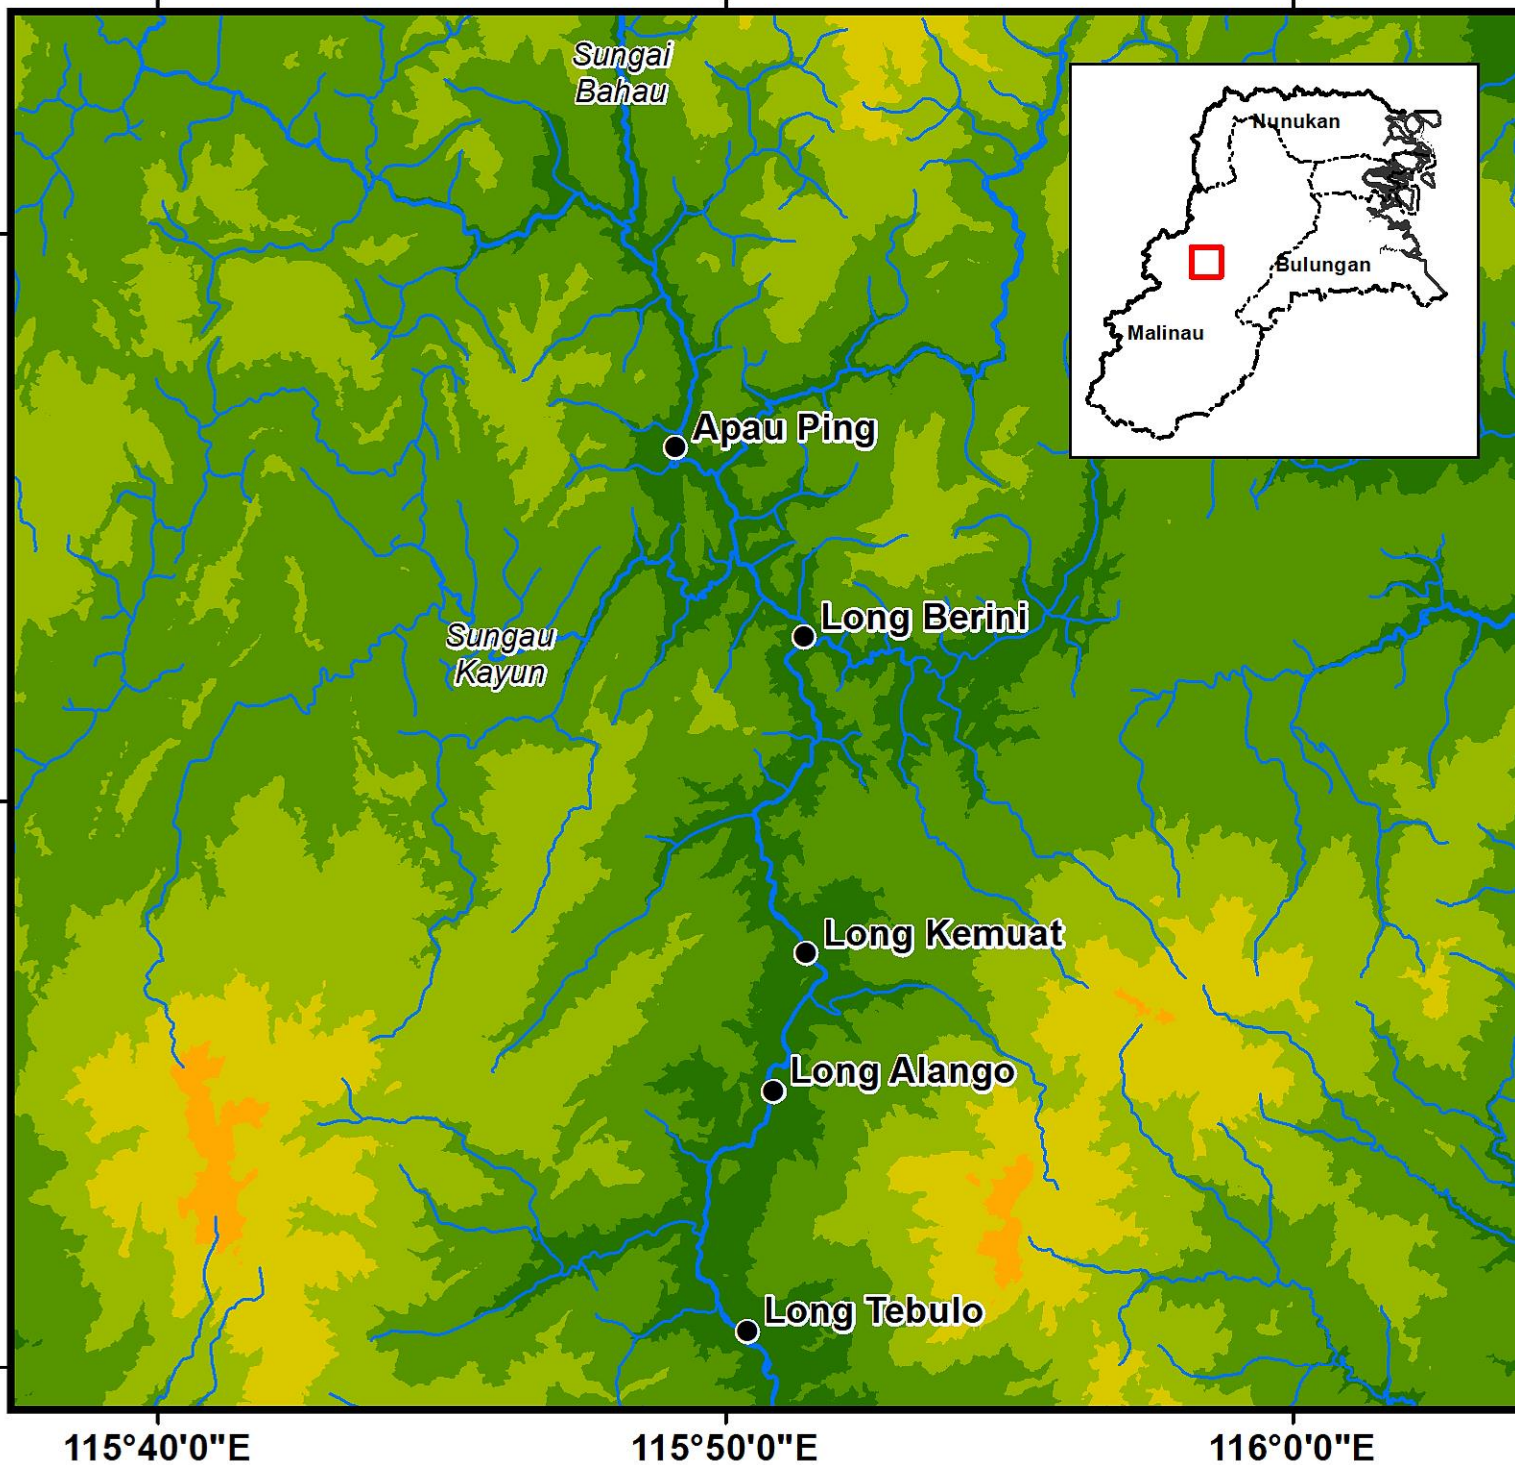 Sungai
Bahau
Nunukan
Bulungan
Malinau
Apau Ping
Long Berini
Sungau
Kayun
Long Kemuat
Long Alango
Long Tebulo
115°40'0"E
115°50'0"E
116°0'0"E